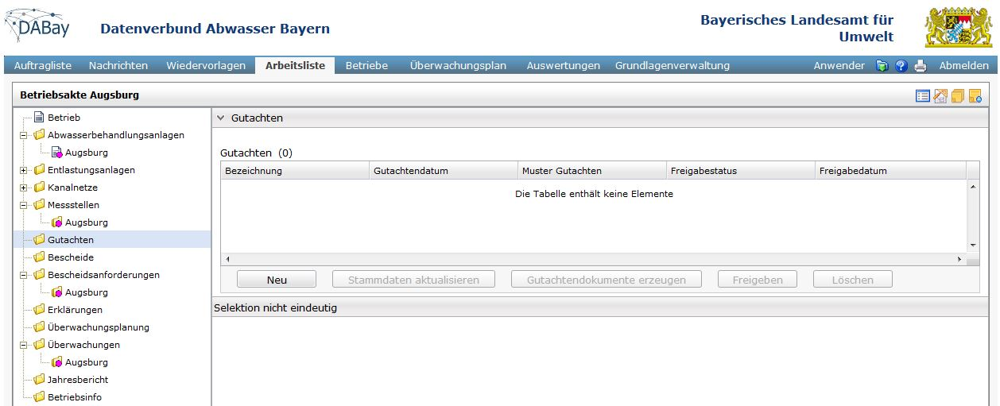 DABay
Datenverbund Abwasser Bayern
Bayerisches Landesamt für
Umwelt
Auftragliste Nachrichten Wiedervorlagen Arbeitsliste Betriebe Überwachungsplan Auswertungen Grundlagenverwaltung Anwender ? Abmelden
Betriebsakte Augsburg
Betrieb
Abwasserbehandlungsanlagen
Augsburg
Entlastungsanlagen
Kanalnetze
Messstellen
Augsburg
Gutachten
Bescheide
Bescheidsanforderungen
Augsburg
Erklärungen
Überwachungsplanung
Überwachungen
Augsburg
Jahresbericht
Betriebsinfo
Gutachten
Gutachten (0)
Bezeichnung Gutachtendatum Muster Gutachten Freigabestatus Freigabedatum
Die Tabelle enthält keine Elemente
Neu Stammdaten aktualisieren Gutachtendokumente erzeugen Freigeben Löschen
Selektion nicht eindeutig